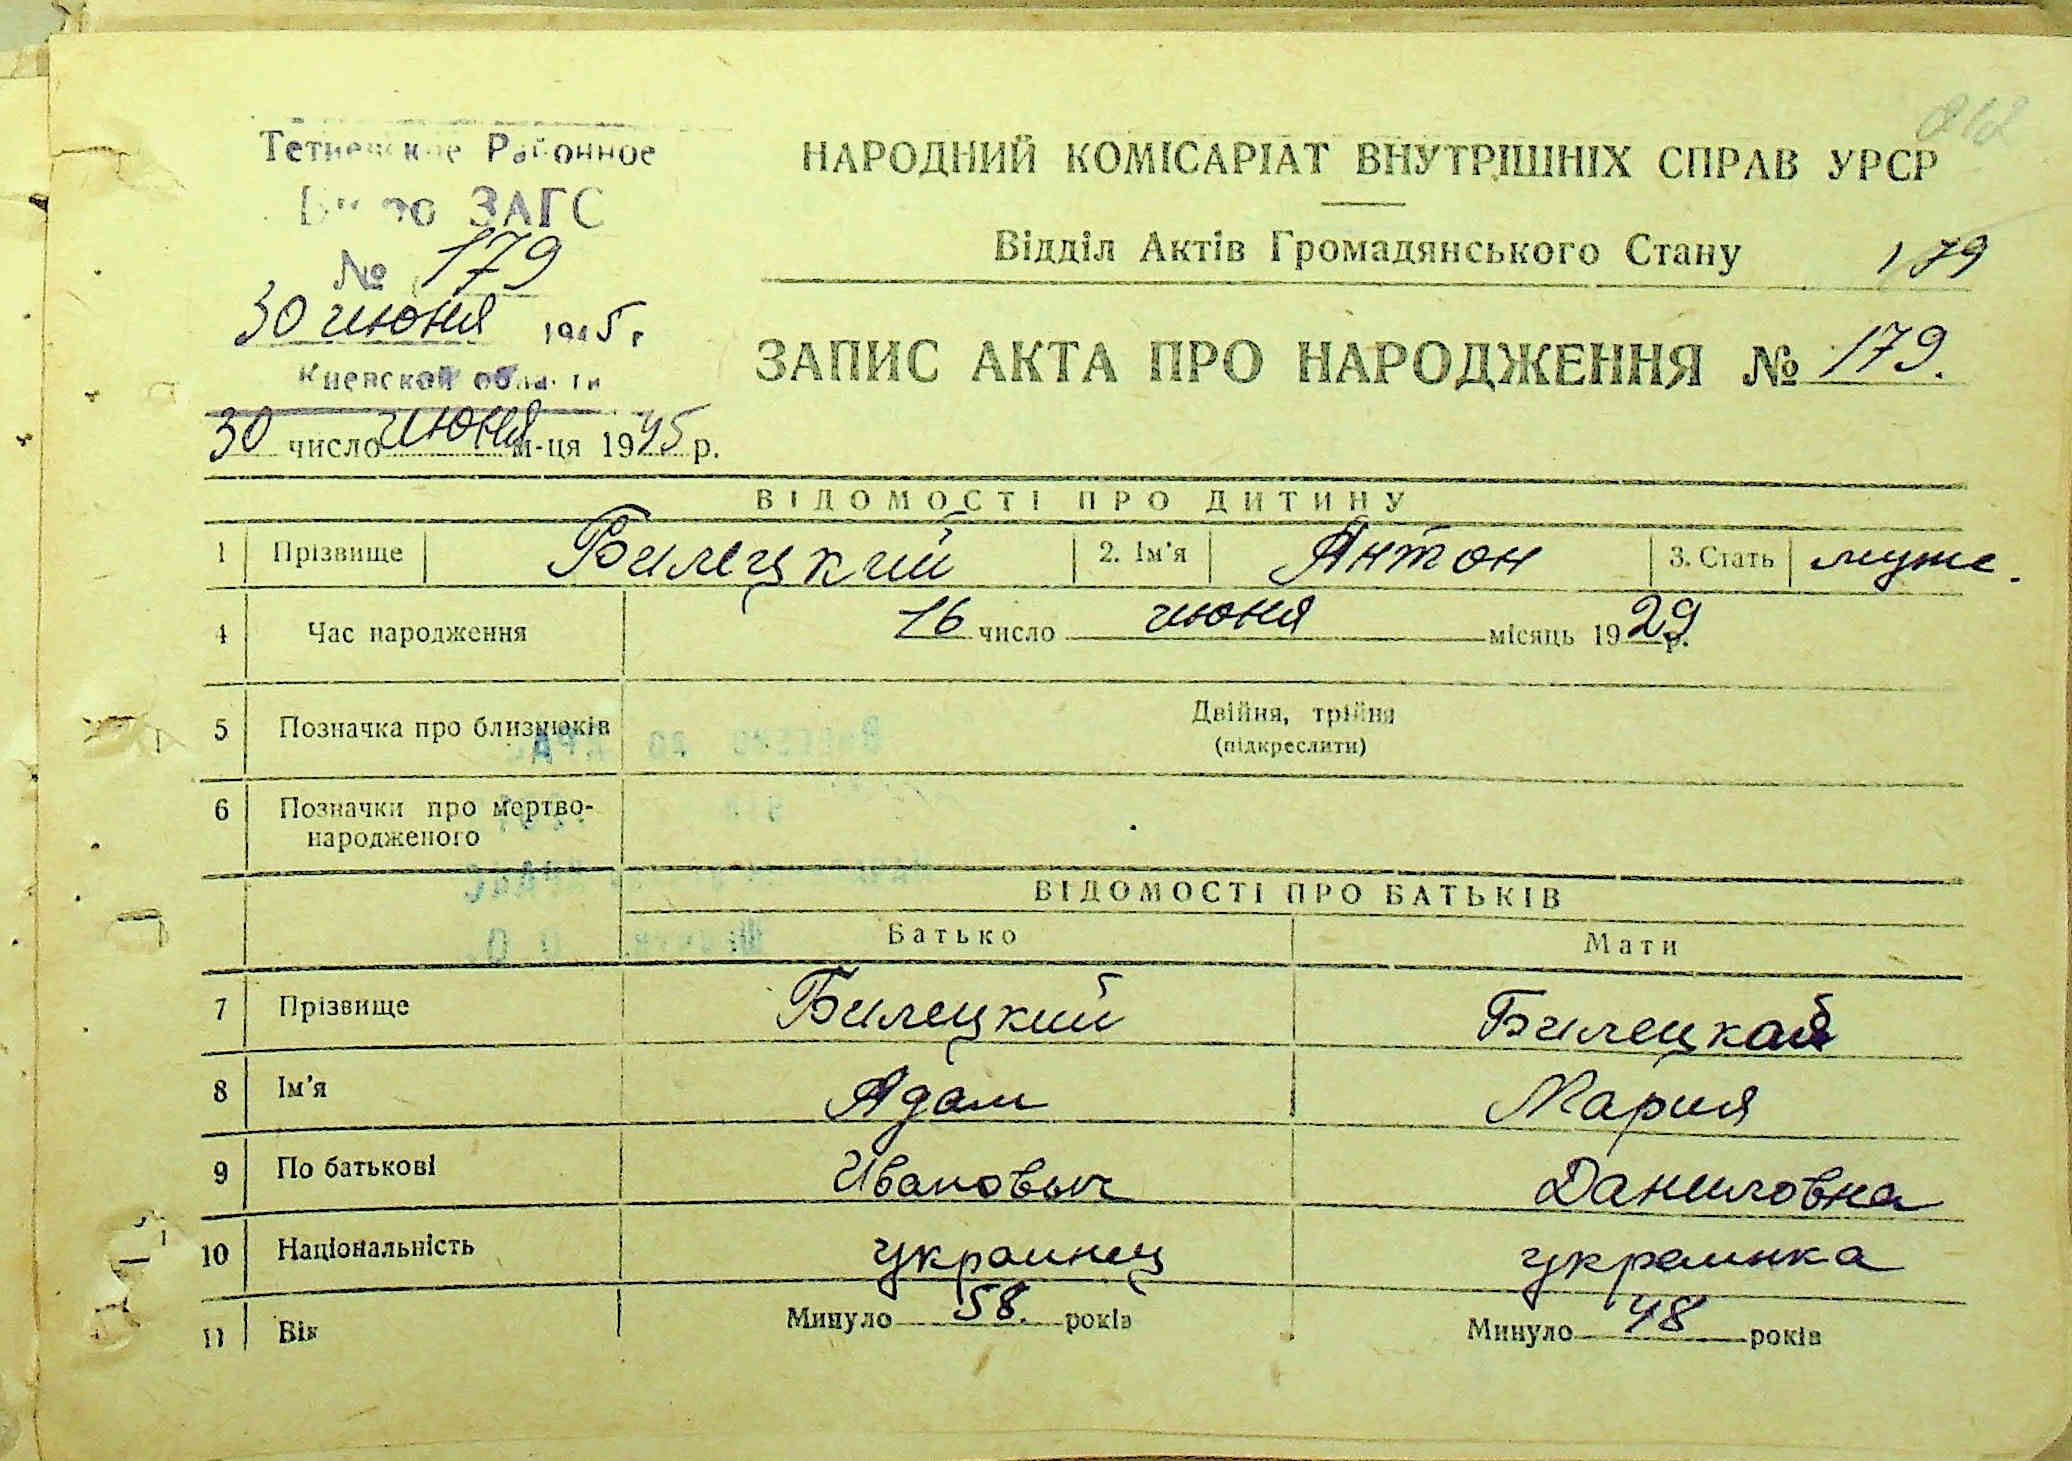 212
Тетиевское Районное
Бюро ЗАГС
№ 179
30 июня 1945 г.
Киевской области
30 число июня м-ця 1945 р.
НАРОДНИЙ КОМІСАРІАТ ВНУТРІШНІХ СПРАВ УРСР
Відділ Актів Громадянського Стану 179
ЗАПИС АКТА ПРО НАРОДЖЕННЯ № 179.
ВІДОМОСТІ ПРО ДИТИНУ
1 Прізвище Билецкий 2. Ім'я Антон 3. Стать муж.
4 Час народження 16 число июня місяць 1929 р.
5 Позначка про близнюків Двійня, трійня
(підкреслити)
6 Позначки про мертво-
народженого
ВІДОМОСТІ ПРО БАТЬКІВ
Батько Мати
7 Прізвище Билецкий Билецкая
8 Ім'я Адам Мария
9 По батькові Иванович Даниловна
10 Національність украинец украинка
11 Вік Минуло 58. років Минуло 48 років